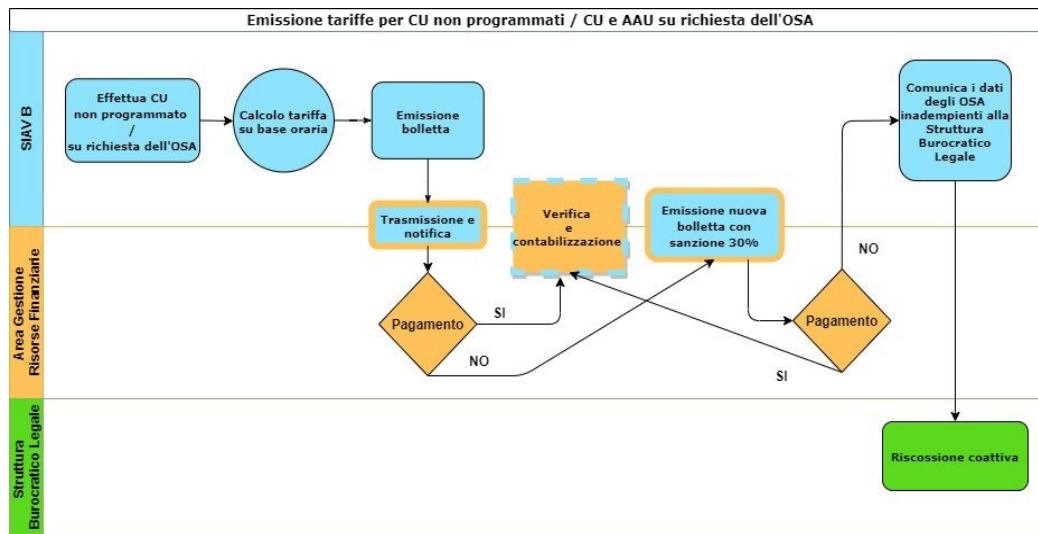 Emissione tariffe per CU non programmati / CU e AAU su richiesta dell'OSA
SIAV B
Effettua CU
non programmato
/
su richiesta dell'OSA
Calcolo tariffa
su base oraria
Emissione
bolletta
Comunica i dati
degli OSA
inadempienti alla
Struttura
Burocratico
Legale
Trasmissione e
notifica
Verifica
e
contabilizzazione
Emissione nuova
bolletta con
sanzione 30%
Area Gestione
Risorse Finanziarie
Pagamento
SI
NO
Pagamento
NO
SI
Struttura
Burocratico Legale
Riscossione coattiva